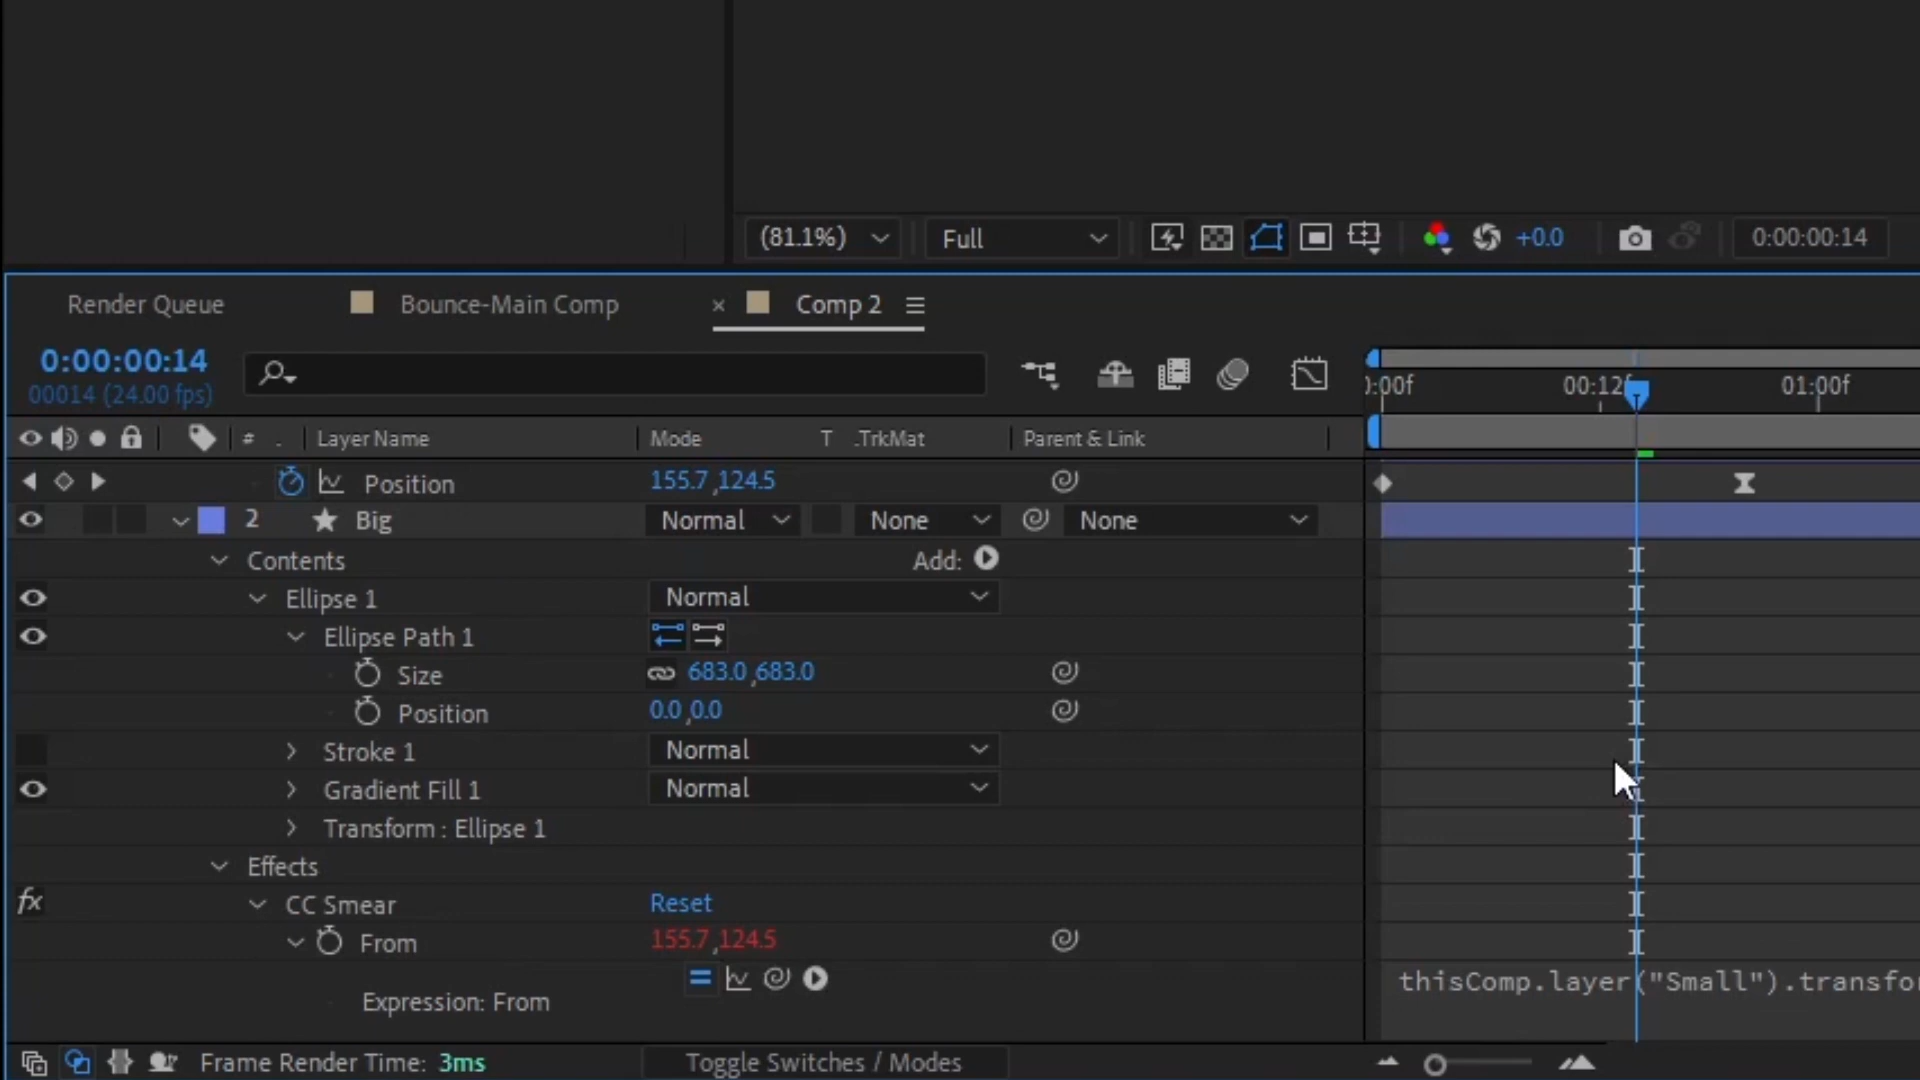 (81.1%) Full +0.0 0:00:00:14
Render Queue Bounce-Main Comp × Comp 2
0:00:00:14
00014 (24.00 fps)
):00f 00:12f 01:00f
# . Layer Name Mode T .TrkMat Parent & Link
Position 155.7 ,124.5
2 Big Normal None None
Contents Add:
Ellipse 1 Normal
Ellipse Path 1
Size 683.0 ,683.0
Position 0.0 ,0.0
Stroke 1 Normal
Gradient Fill 1 Normal
Transform : Ellipse 1
Effects
fx CC Smear Reset
From 155.7 ,124.5
Expression: From thisComp.layer("Small").transfor
Frame Render Time: 3ms Toggle Switches / Modes